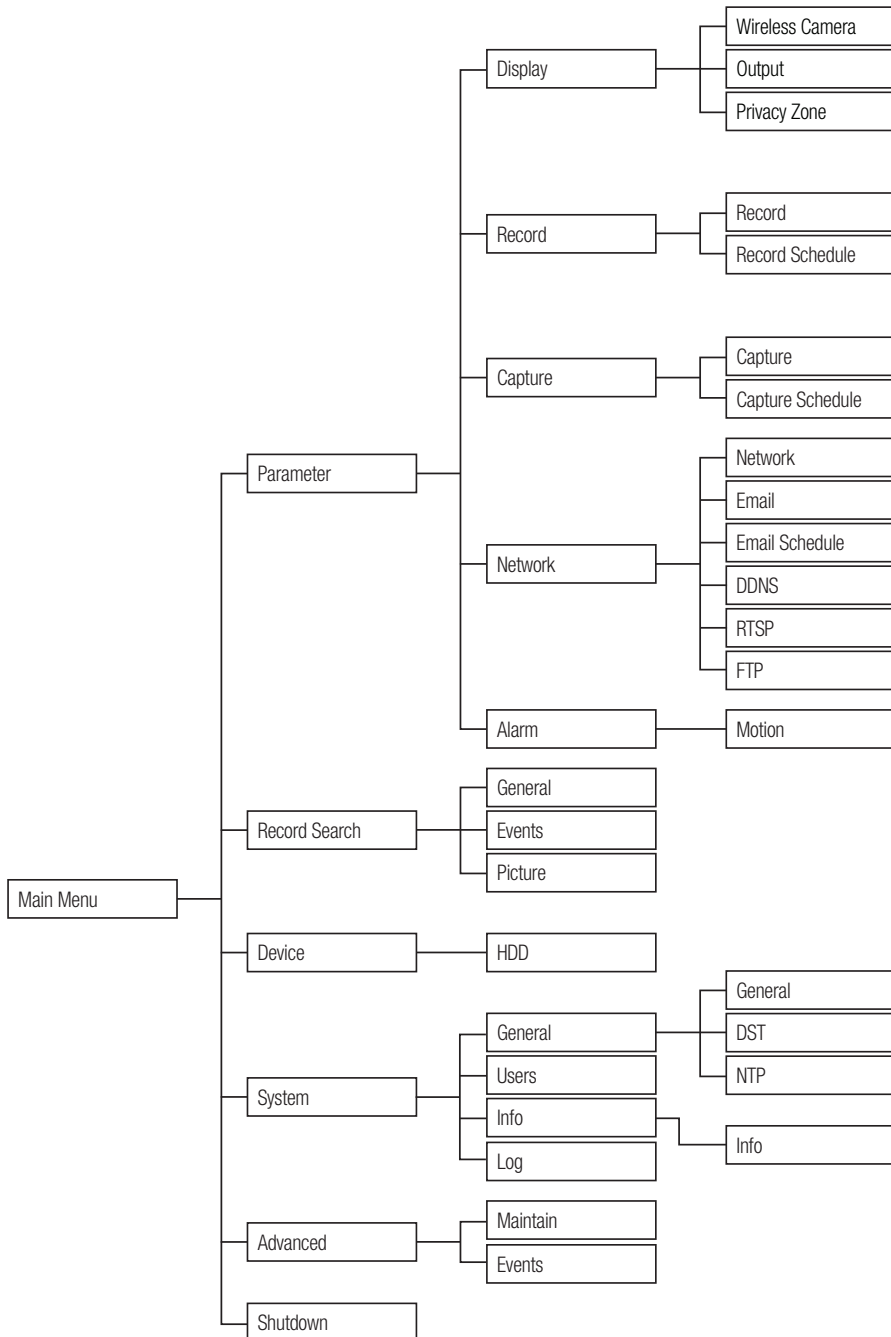 Main Menu
Parameter
Display
Wireless Camera
Output
Privacy Zone
Record
Record
Record Schedule
Capture
Capture
Capture Schedule
Network
Network
Email
Email Schedule
DDNS
RTSP
FTP
Alarm
Motion
Record Search
General
Events
Picture
Device
HDD
System
General
General
DST
NTP
Users
Info
Info
Log
Advanced
Maintain
Events
Shutdown